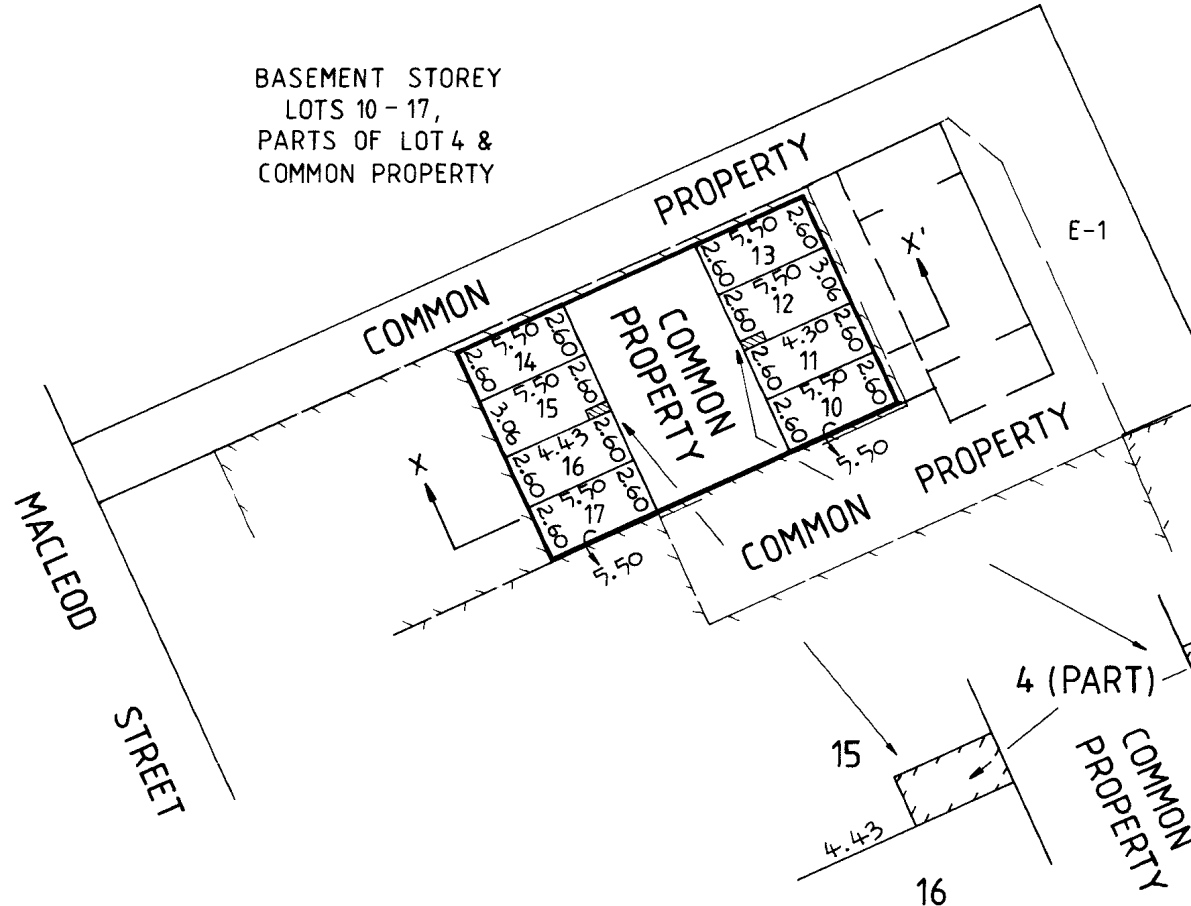 BASEMENT STOREY
LOTS 10 - 17,
PARTS OF LOT 4 &
COMMON PROPERTY
COMMON PROPERTY
E-1
X'
2.60 5.50 2.60
13
2.60 5.50 3.06
12
2.60 4.30 2.60
11
2.60 5.50 2.60
10
5.50
COMMON
PROPERTY
2.60 5.50 2.60
14
3.06 5.50 2.60
15
2.60 4.43 2.60
16
2.60 5.50 2.60
17
5.50
X
COMMON PROPERTY
MACLEOD
STREET
4 (PART)
15
4.43
16
COMMON
PROPERTY